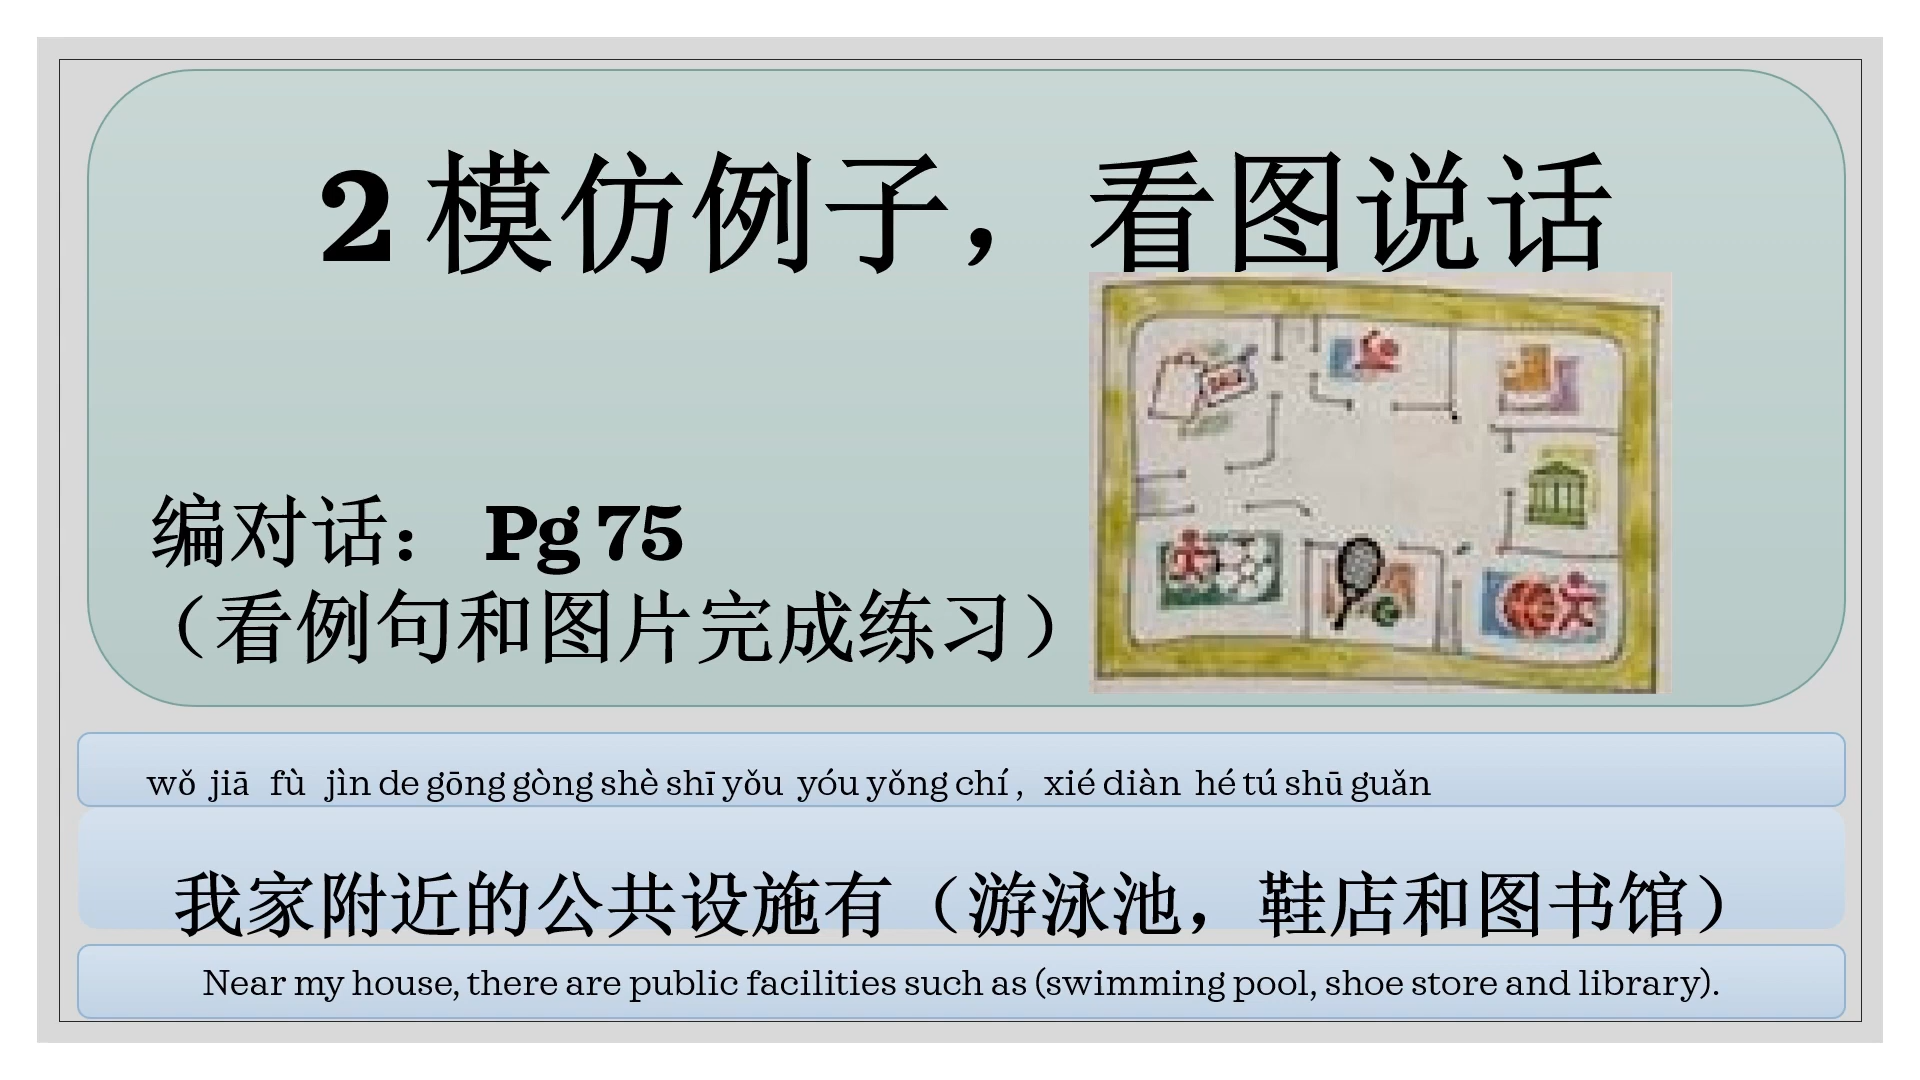 2 模仿例子，看图说话
编对话： Pg 75
（看例句和图片完成练习）
SALE
wǒ jiā fù jìn de gōng gòng shè shī yǒu yóu yǒng chí , xié diàn hé tú shū guǎn
我家附近的公共设施有（游泳池，鞋店和图书馆）
Near my house, there are public facilities such as (swimming pool, shoe store and library).